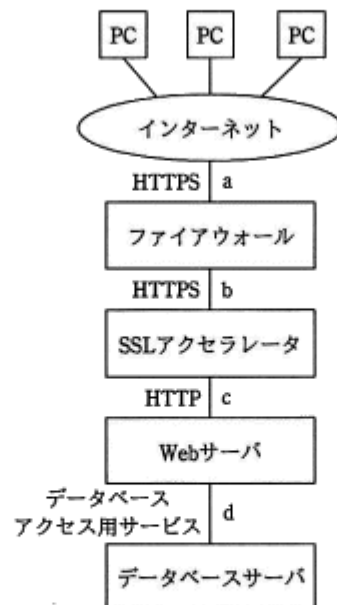 PC PC PC
インターネット
HTTPS a
ファイアウォール
HTTPS b
SSLアクセラレータ
HTTP c
Webサーバ
データベース
アクセス用サービス d
データベースサーバ